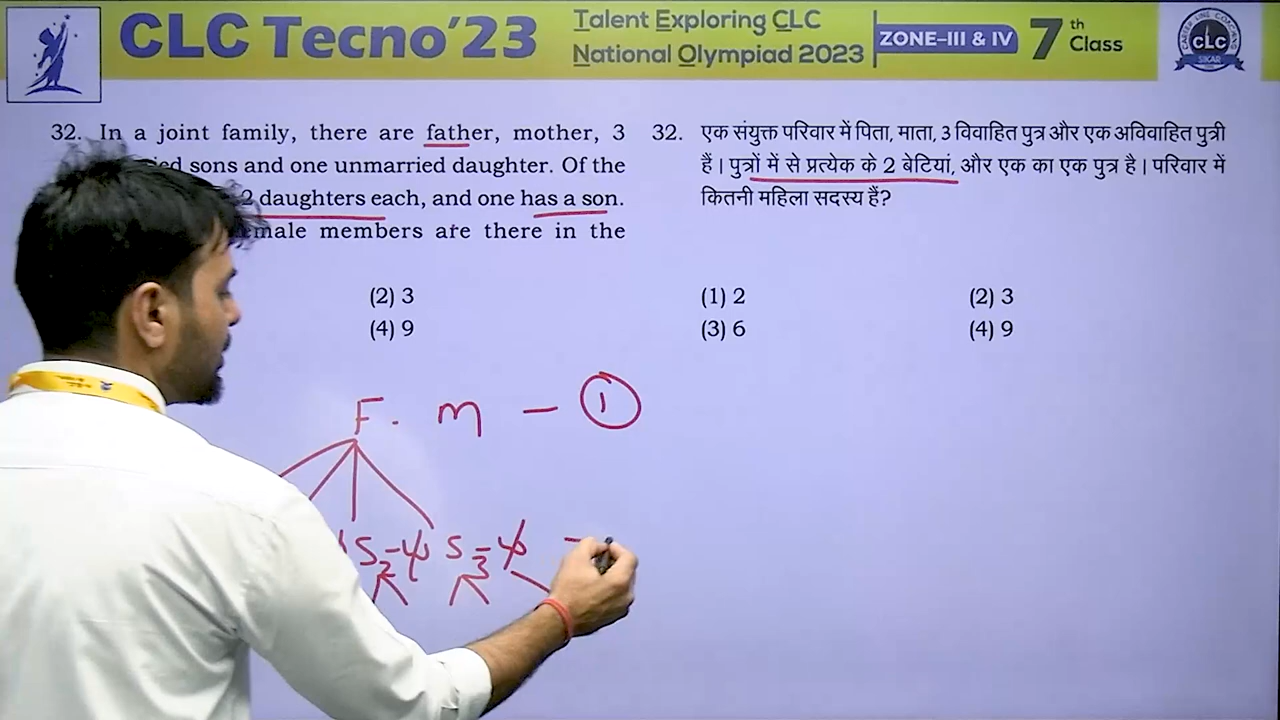 CLC Tecno'23
Talent Exploring CLC
National Olympiad 2023
ZONE–III & IV
7th Class
CLC
SIKAR
32. In a joint family, there are father, mother, 3
sons and one unmarried daughter. Of the
2 daughters each, and one has a son.
members are there in the
(2) 3
(4) 9
32. एक संयुक्त परिवार में पिता, माता, 3 विवाहित पुत्र और एक अविवाहित पुत्री
हैं। पुत्रों में से प्रत्येक के 2 बेटियां, और एक का एक पुत्र है। परिवार में
कितनी महिला सदस्य हैं?
(1) 2
(2) 3
(3) 6
(4) 9
F. m – 1
S2 – S3 –